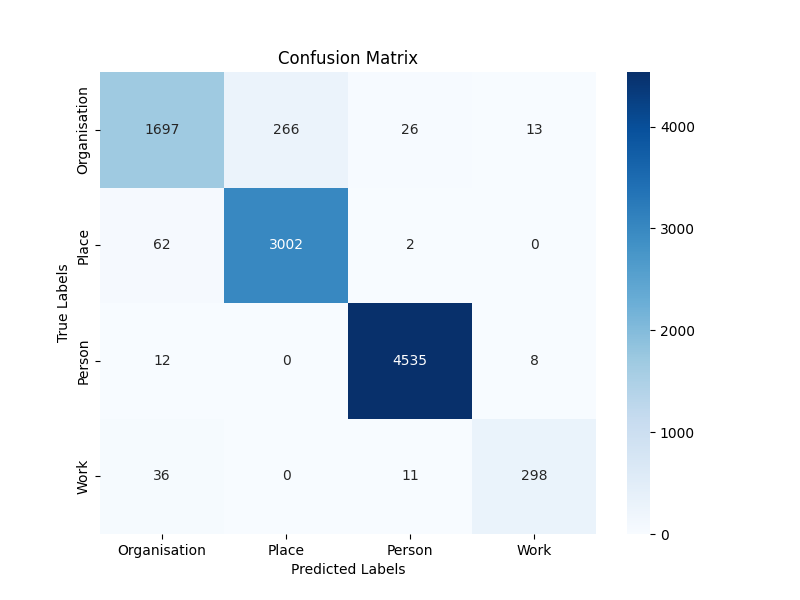 Confusion Matrix
True Labels
Organisation 1697 266 26 13
Place 62 3002 2 0
Person 12 0 4535 8
Work 36 0 11 298
Organisation Place Person Work
Predicted Labels
4000
3000
2000
1000
0